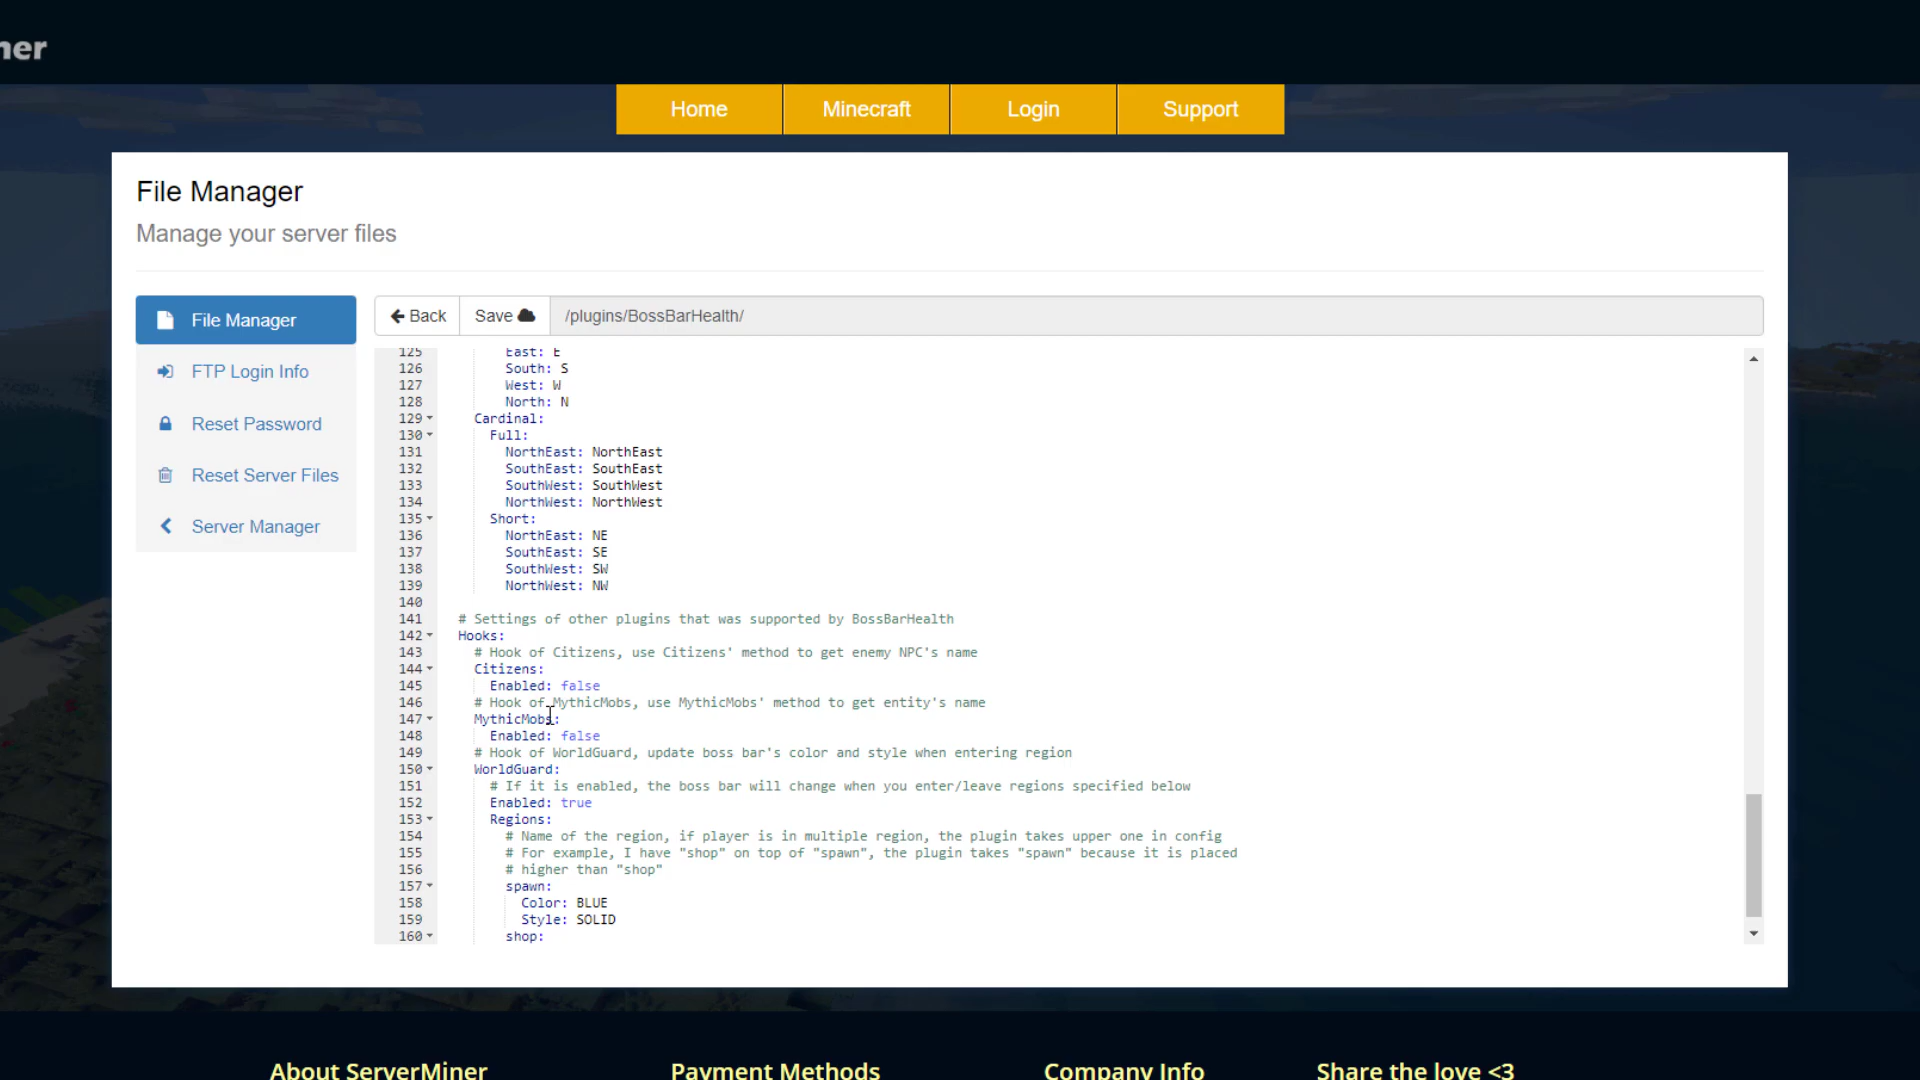 ner
Home
Minecraft
Login
Support
File Manager
Manage your server files
File Manager
FTP Login Info
Reset Password
Reset Server Files
Server Manager
Back
Save
/plugins/BossBarHealth/
125 East: E
126 South: S
127 West: W
128 North: N
129 Cardinal:
130 Full:
131 NorthEast: NorthEast
132 SouthEast: SouthEast
133 SouthWest: SouthWest
134 NorthWest: NorthWest
135 Short:
136 NorthEast: NE
137 SouthEast: SE
138 SouthWest: SW
139 NorthWest: NW
140
141 # Settings of other plugins that was supported by BossBarHealth
142 Hooks:
143 # Hook of Citizens, use Citizens' method to get enemy NPC's name
144 Citizens:
145 Enabled: false
146 # Hook of MythicMobs, use MythicMobs' method to get entity's name
147 MythicMobs:
148 Enabled: false
149 # Hook of WorldGuard, update boss bar's color and style when entering region
150 WorldGuard:
151 # If it is enabled, the boss bar will change when you enter/leave regions specified below
152 Enabled: true
153 Regions:
154 # Name of the region, if player is in multiple region, the plugin takes upper one in config
155 # For example, I have "shop" on top of "spawn", the plugin takes "spawn" because it is placed
156 # higher than "shop"
157 spawn:
158 Color: BLUE
159 Style: SOLID
160 shop:
About ServerMiner
Payment Methods
Company Info
Share the love <3